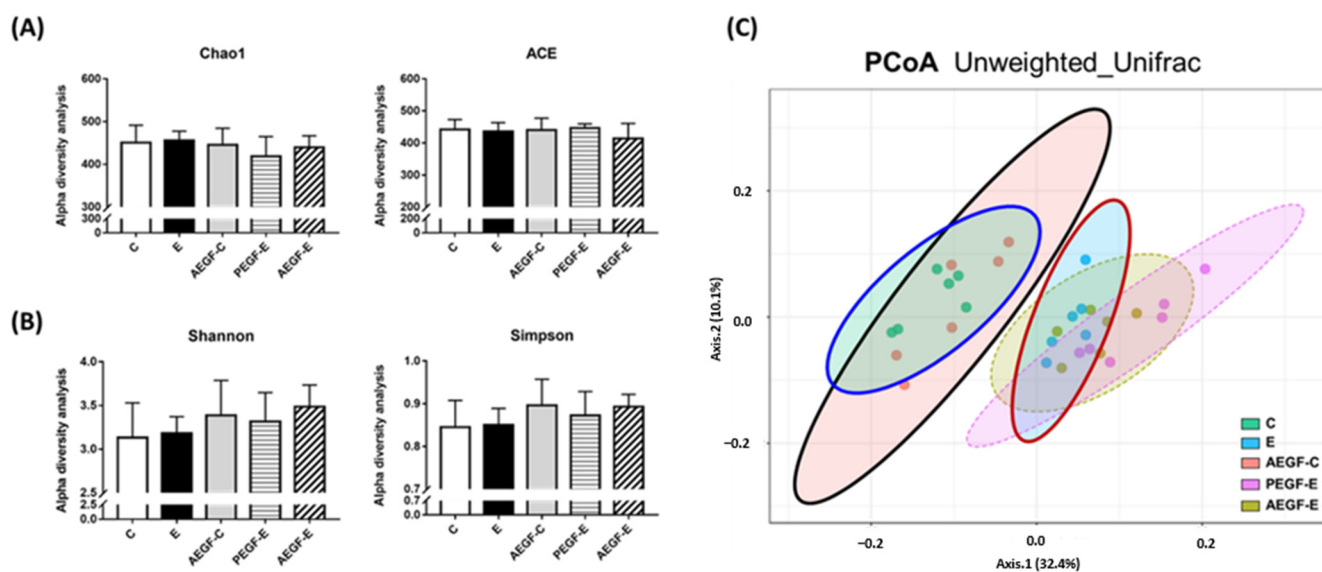 (A)
Chao1
Alpha diversity analysis
600
500
400
300
300
0
C
E
AEGF-C
PEGF-E
AEGF-E
ACE
Alpha diversity analysis
600
500
400
300
200
200
0
C
E
AEGF-C
PEGF-E
AEGF-E
(B)
Shannon
Alpha diversity analysis
4.0
3.5
3.0
2.5
2.5
0.0
C
E
AEGF-C
PEGF-E
AEGF-E
Simpson
Alpha diversity analysis
1.0
0.9
0.8
0.7
0.7
0.0
C
E
AEGF-C
PEGF-E
AEGF-E
(C)
PCoA Unweighted_Unifrac
Axis.2 (10.1%)
0.2
0.0
−0.2
−0.2
0.0
0.2
Axis.1 (32.4%)
C
E
AEGF-C
PEGF-E
AEGF-E